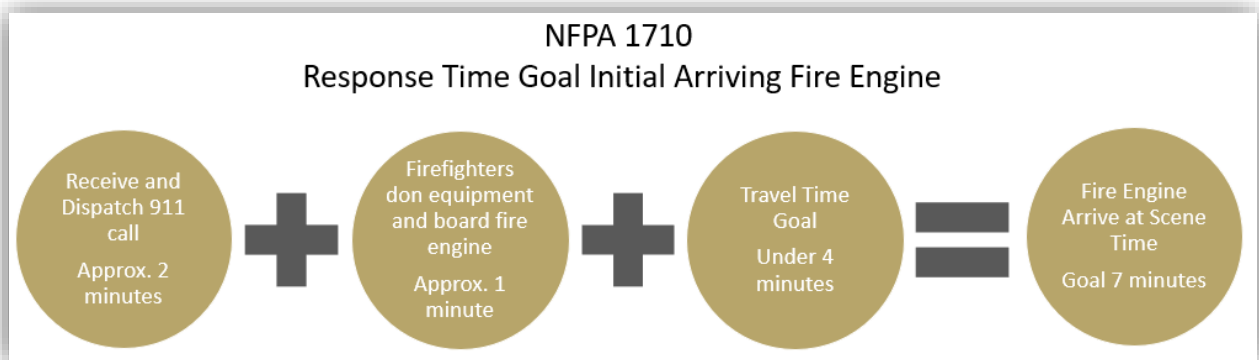 NFPA 1710
Response Time Goal Initial Arriving Fire Engine
Receive and
Dispatch 911
call
Approx. 2
minutes
Firefighters
don equipment
and board fire
engine
Approx. 1
minute
Travel Time
Goal
Under 4
minutes
Fire Engine
Arrive at Scene
Time
Goal 7 minutes